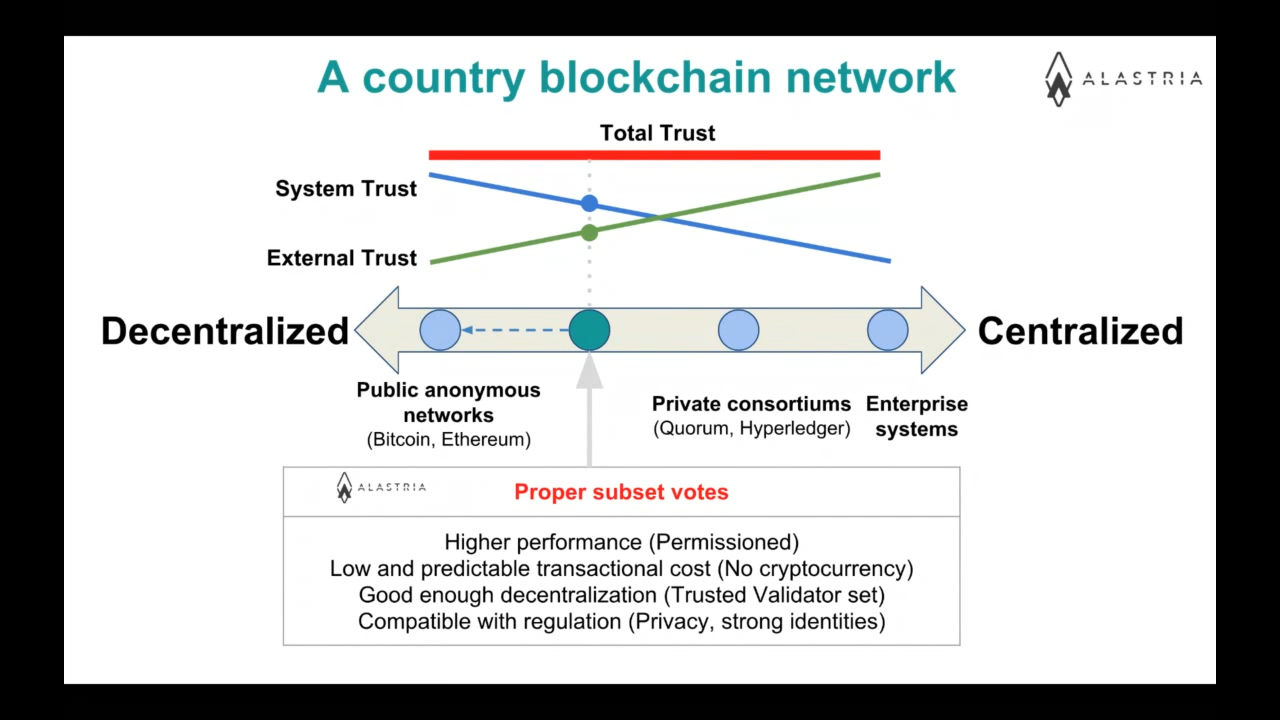 A country blockchain network
ALASTRIA
Total Trust
System Trust
External Trust
Decentralized
Centralized
Public anonymous
networks
(Bitcoin, Ethereum)
Private consortiums
(Quorum, Hyperledger)
Enterprise
systems
ALASTRIA
Proper subset votes
Higher performance (Permissioned)
Low and predictable transactional cost (No cryptocurrency)
Good enough decentralization (Trusted Validator set)
Compatible with regulation (Privacy, strong identities)